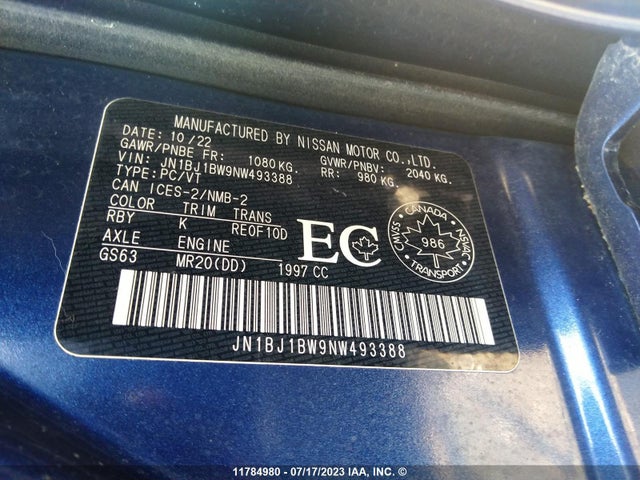 MANUFACTURED BY NISSAN MOTOR CO.,LTD.
DATE: 10/22
GAWR/PNBE FR: 1080 KG. GVWR/PNBV: 2040 KG.
VIN: JN1BJ1BW9NW493388 RR: 980 KG.
TYPE: PC/VT
CAN ICES-2/NMB-2
COLOR TRIM TRANS
RBY K RE0F10D
AXLE ENGINE
GS63 MR20(DD) 1997 CC
EC
CANADA
CMVSS 986 NSVAC
TRANSPORT
JN1BJ1BW9NW493388
11784980 - 07/17/2023 IAA, INC. ©